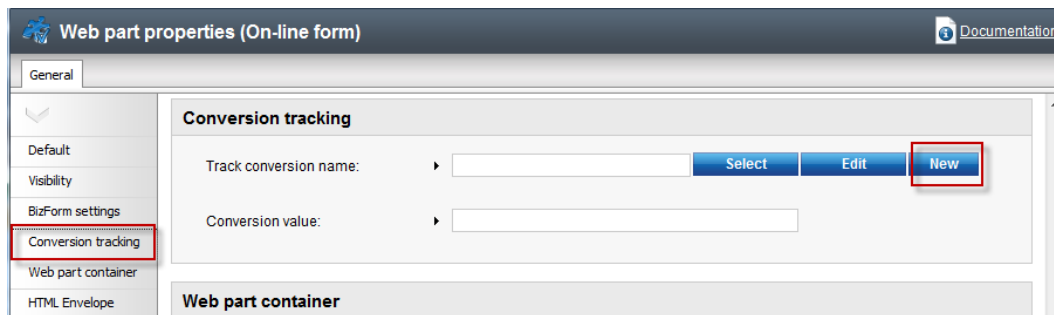 Web part properties (On-line form)
Documentation
General
Conversion tracking
Default
Track conversion name:
Select
Edit
New
Visibility
BizForm settings
Conversion value:
Conversion tracking
Web part container
HTML Envelope
Web part container